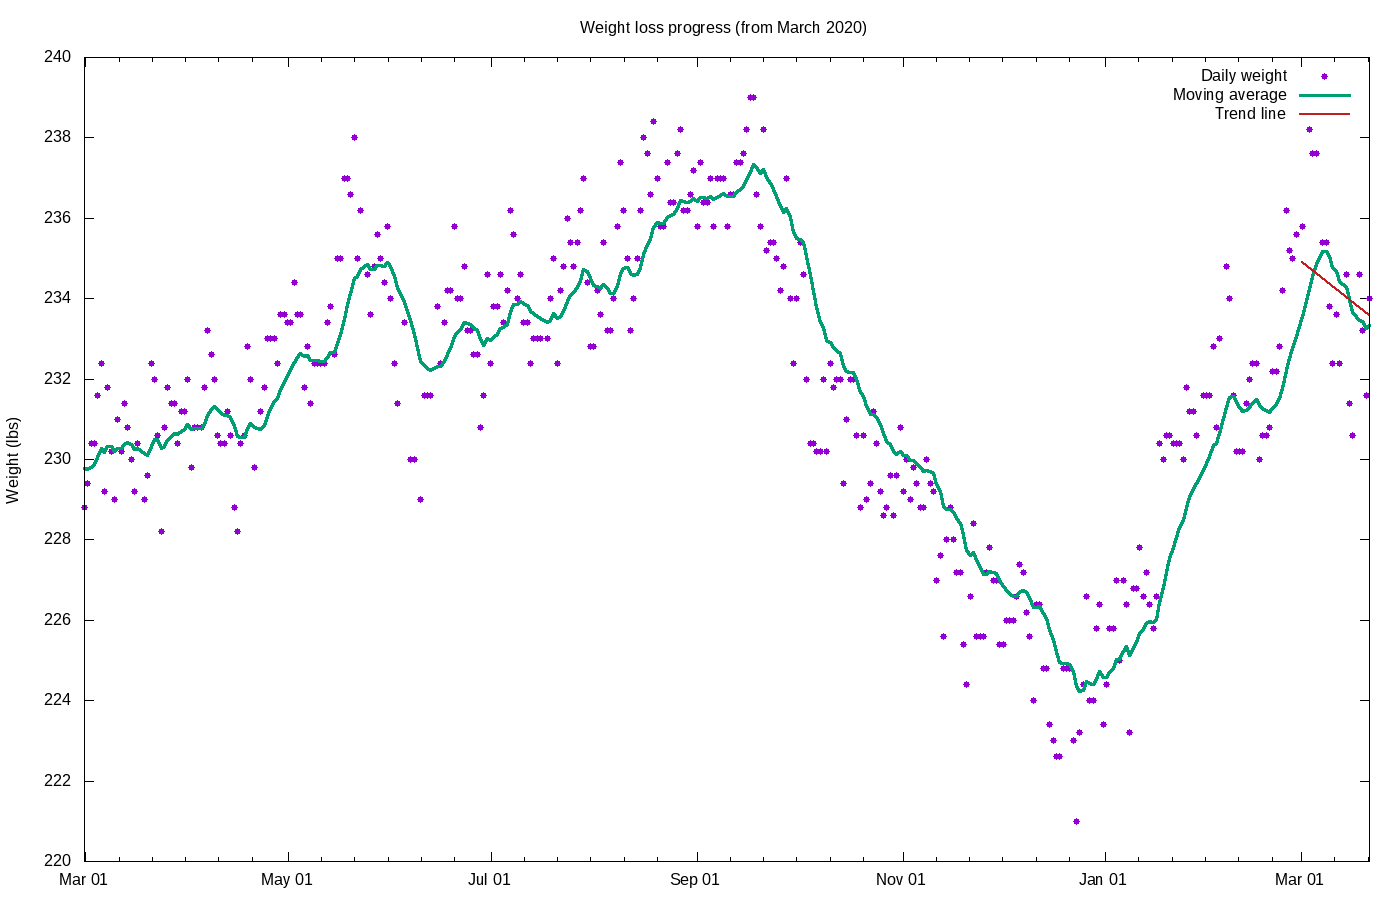 Weight loss progress (from March 2020)
Daily weight
Moving average
Trend line
Weight (lbs)
240
238
236
234
232
230
228
226
224
222
220
Mar 01
May 01
Jul 01
Sep 01
Nov 01
Jan 01
Mar 01